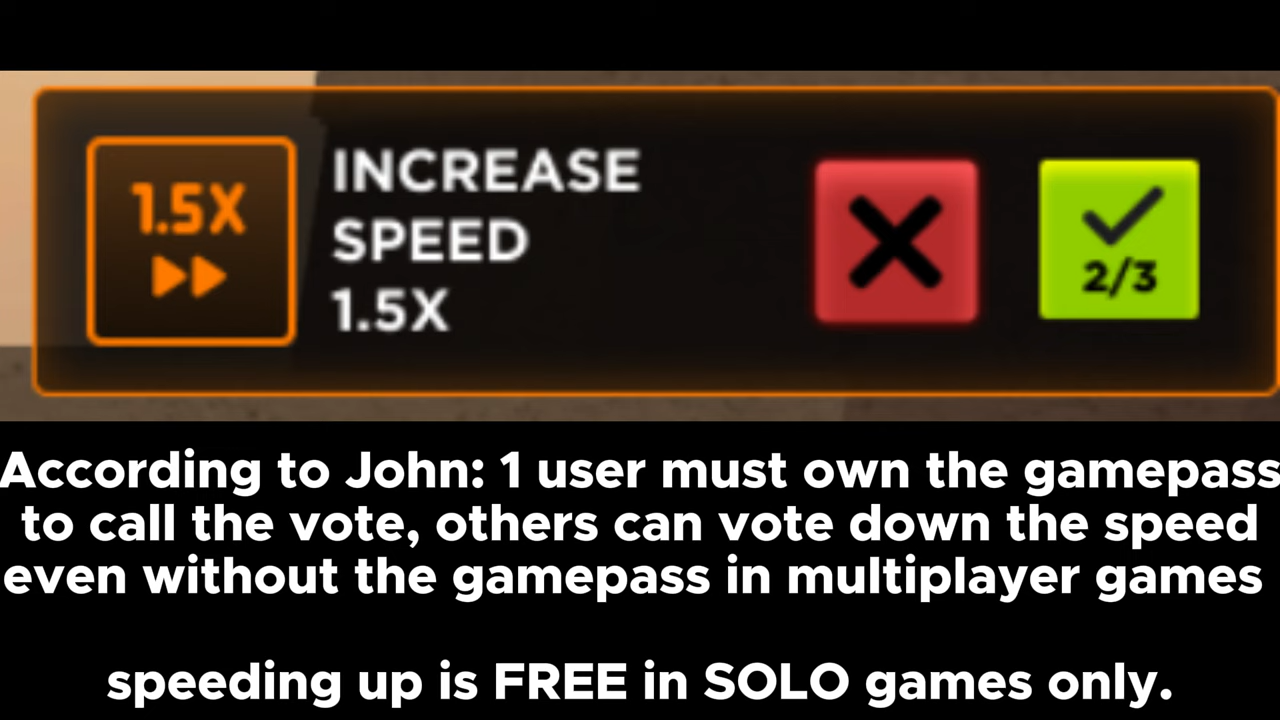 1.5X
INCREASE
SPEED
1.5X
2/3
According to John: 1 user must own the gamepass
to call the vote, others can vote down the speed
even without the gamepass in multiplayer games
speeding up is FREE in SOLO games only.